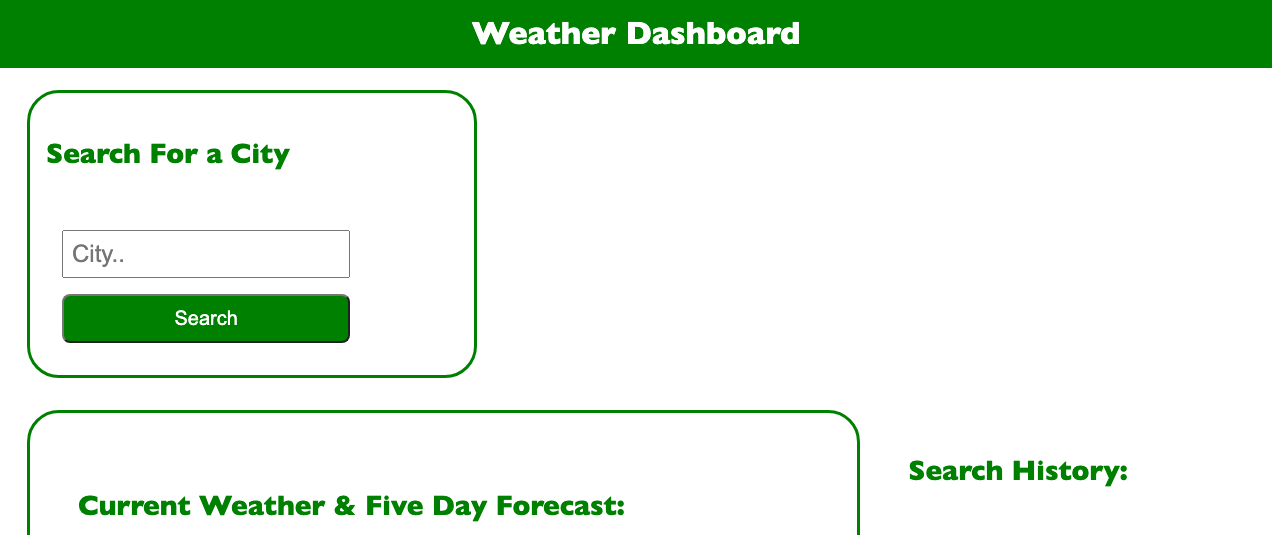 Weather Dashboard
Search For a City
City..
Search
Current Weather & Five Day Forecast:
Search History: